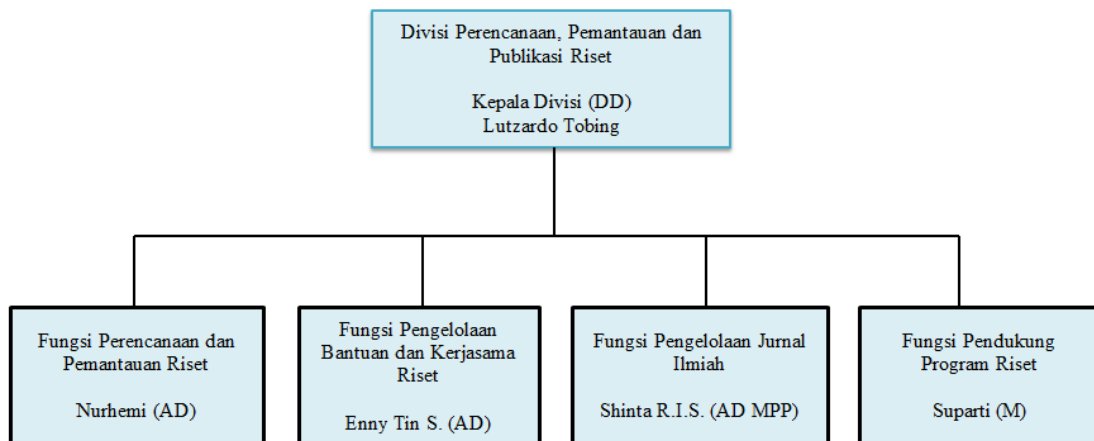 Divisi Perencanaan, Pemantauan dan
Publikasi Riset
Kepala Divisi (DD)
Lutzardo Tobing
Fungsi Perencanaan dan
Pemantauan Riset
Nurhemi (AD)
Fungsi Pengelolaan
Bantuan dan Kerjasama
Riset
Enny Tin S. (AD)
Fungsi Pengelolaan Jurnal
Ilmiah
Shinta R.I.S. (AD MPP)
Fungsi Pendukung
Program Riset
Suparti (M)